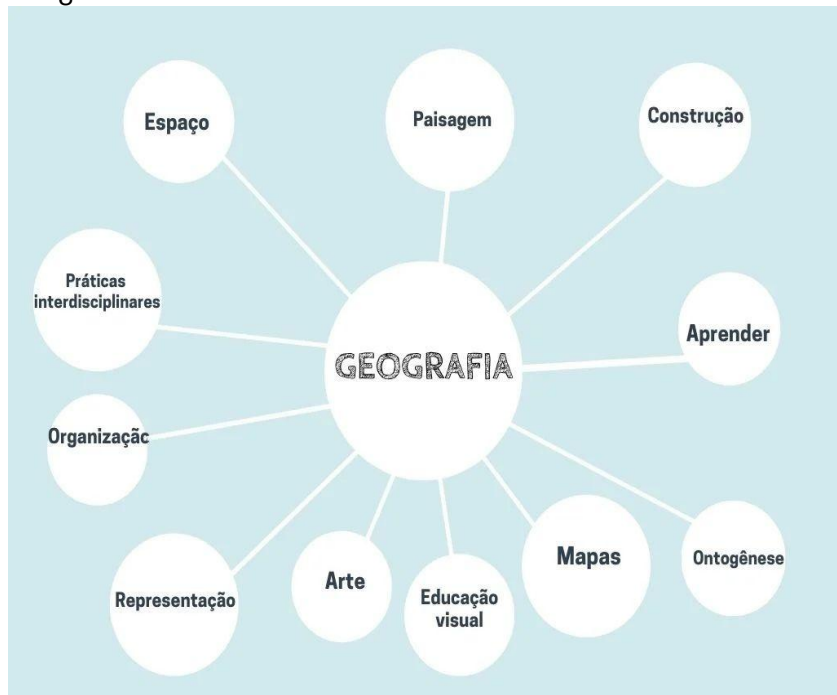 Espaço
Paisagem
Construção
Práticas
interdisciplinares
GEOGRAFIA
Aprender
Organizaçãc
Representação
Arte
Educação
visual
Mapas
Ontogênese